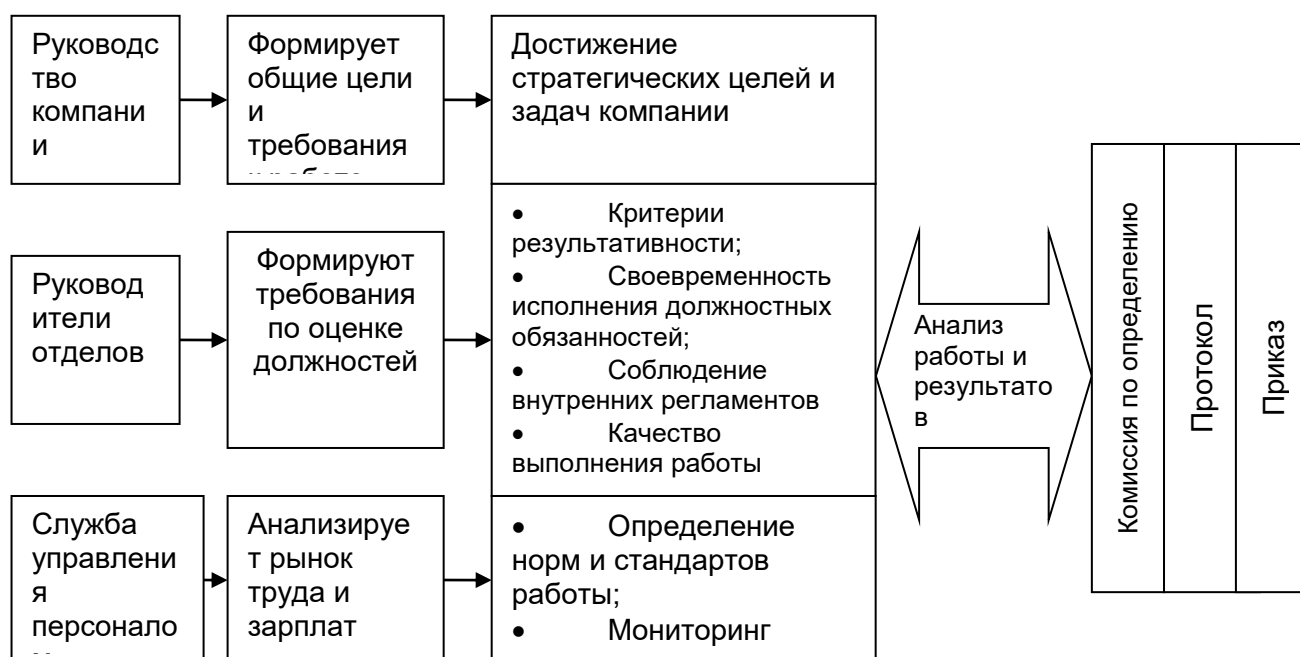 Руководс
тво
компани
и
Формирует
общие цели
и
требования
Достижение
стратегических целей и
задач компании
Руковод
ители
отделов
Формируют
требования
по оценке
должностей
• Критерии
результативности;
• Своевременность
исполнения должностных
обязанностей;
• Соблюдение
внутренних регламентов
• Качество
выполнения работы
Служба
управлени
я
персонало
Анализируе
т рынок
труда и
зарплат
• Определение
норм и стандартов
работы;
• Мониторинг
Анализ
работы и
результато
в
Комиссия по определению
Протокол
Приказ